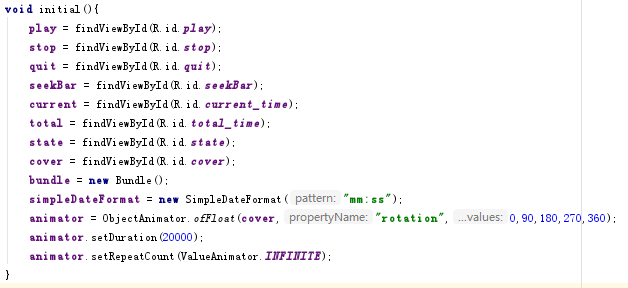 void initial(){
play = findViewById(R.id.play);
stop = findViewById(R.id.stop);
quit = findViewById(R.id.quit);
seekBar = findViewById(R.id.seekBar);
current = findViewById(R.id.current_time);
total = findViewById(R.id.total_time);
state = findViewById(R.id.state);
cover = findViewById(R.id.cover);
bundle = new Bundle();
simpleDateFormat = new SimpleDateFormat( pattern: "mm:ss");
animator = ObjectAnimator.ofFloat(cover, propertyName: "rotation", ...values: 0,90,180,270,360);
animator.setDuration(20000);
animator.setRepeatCount(ValueAnimator.INFINITE);
}